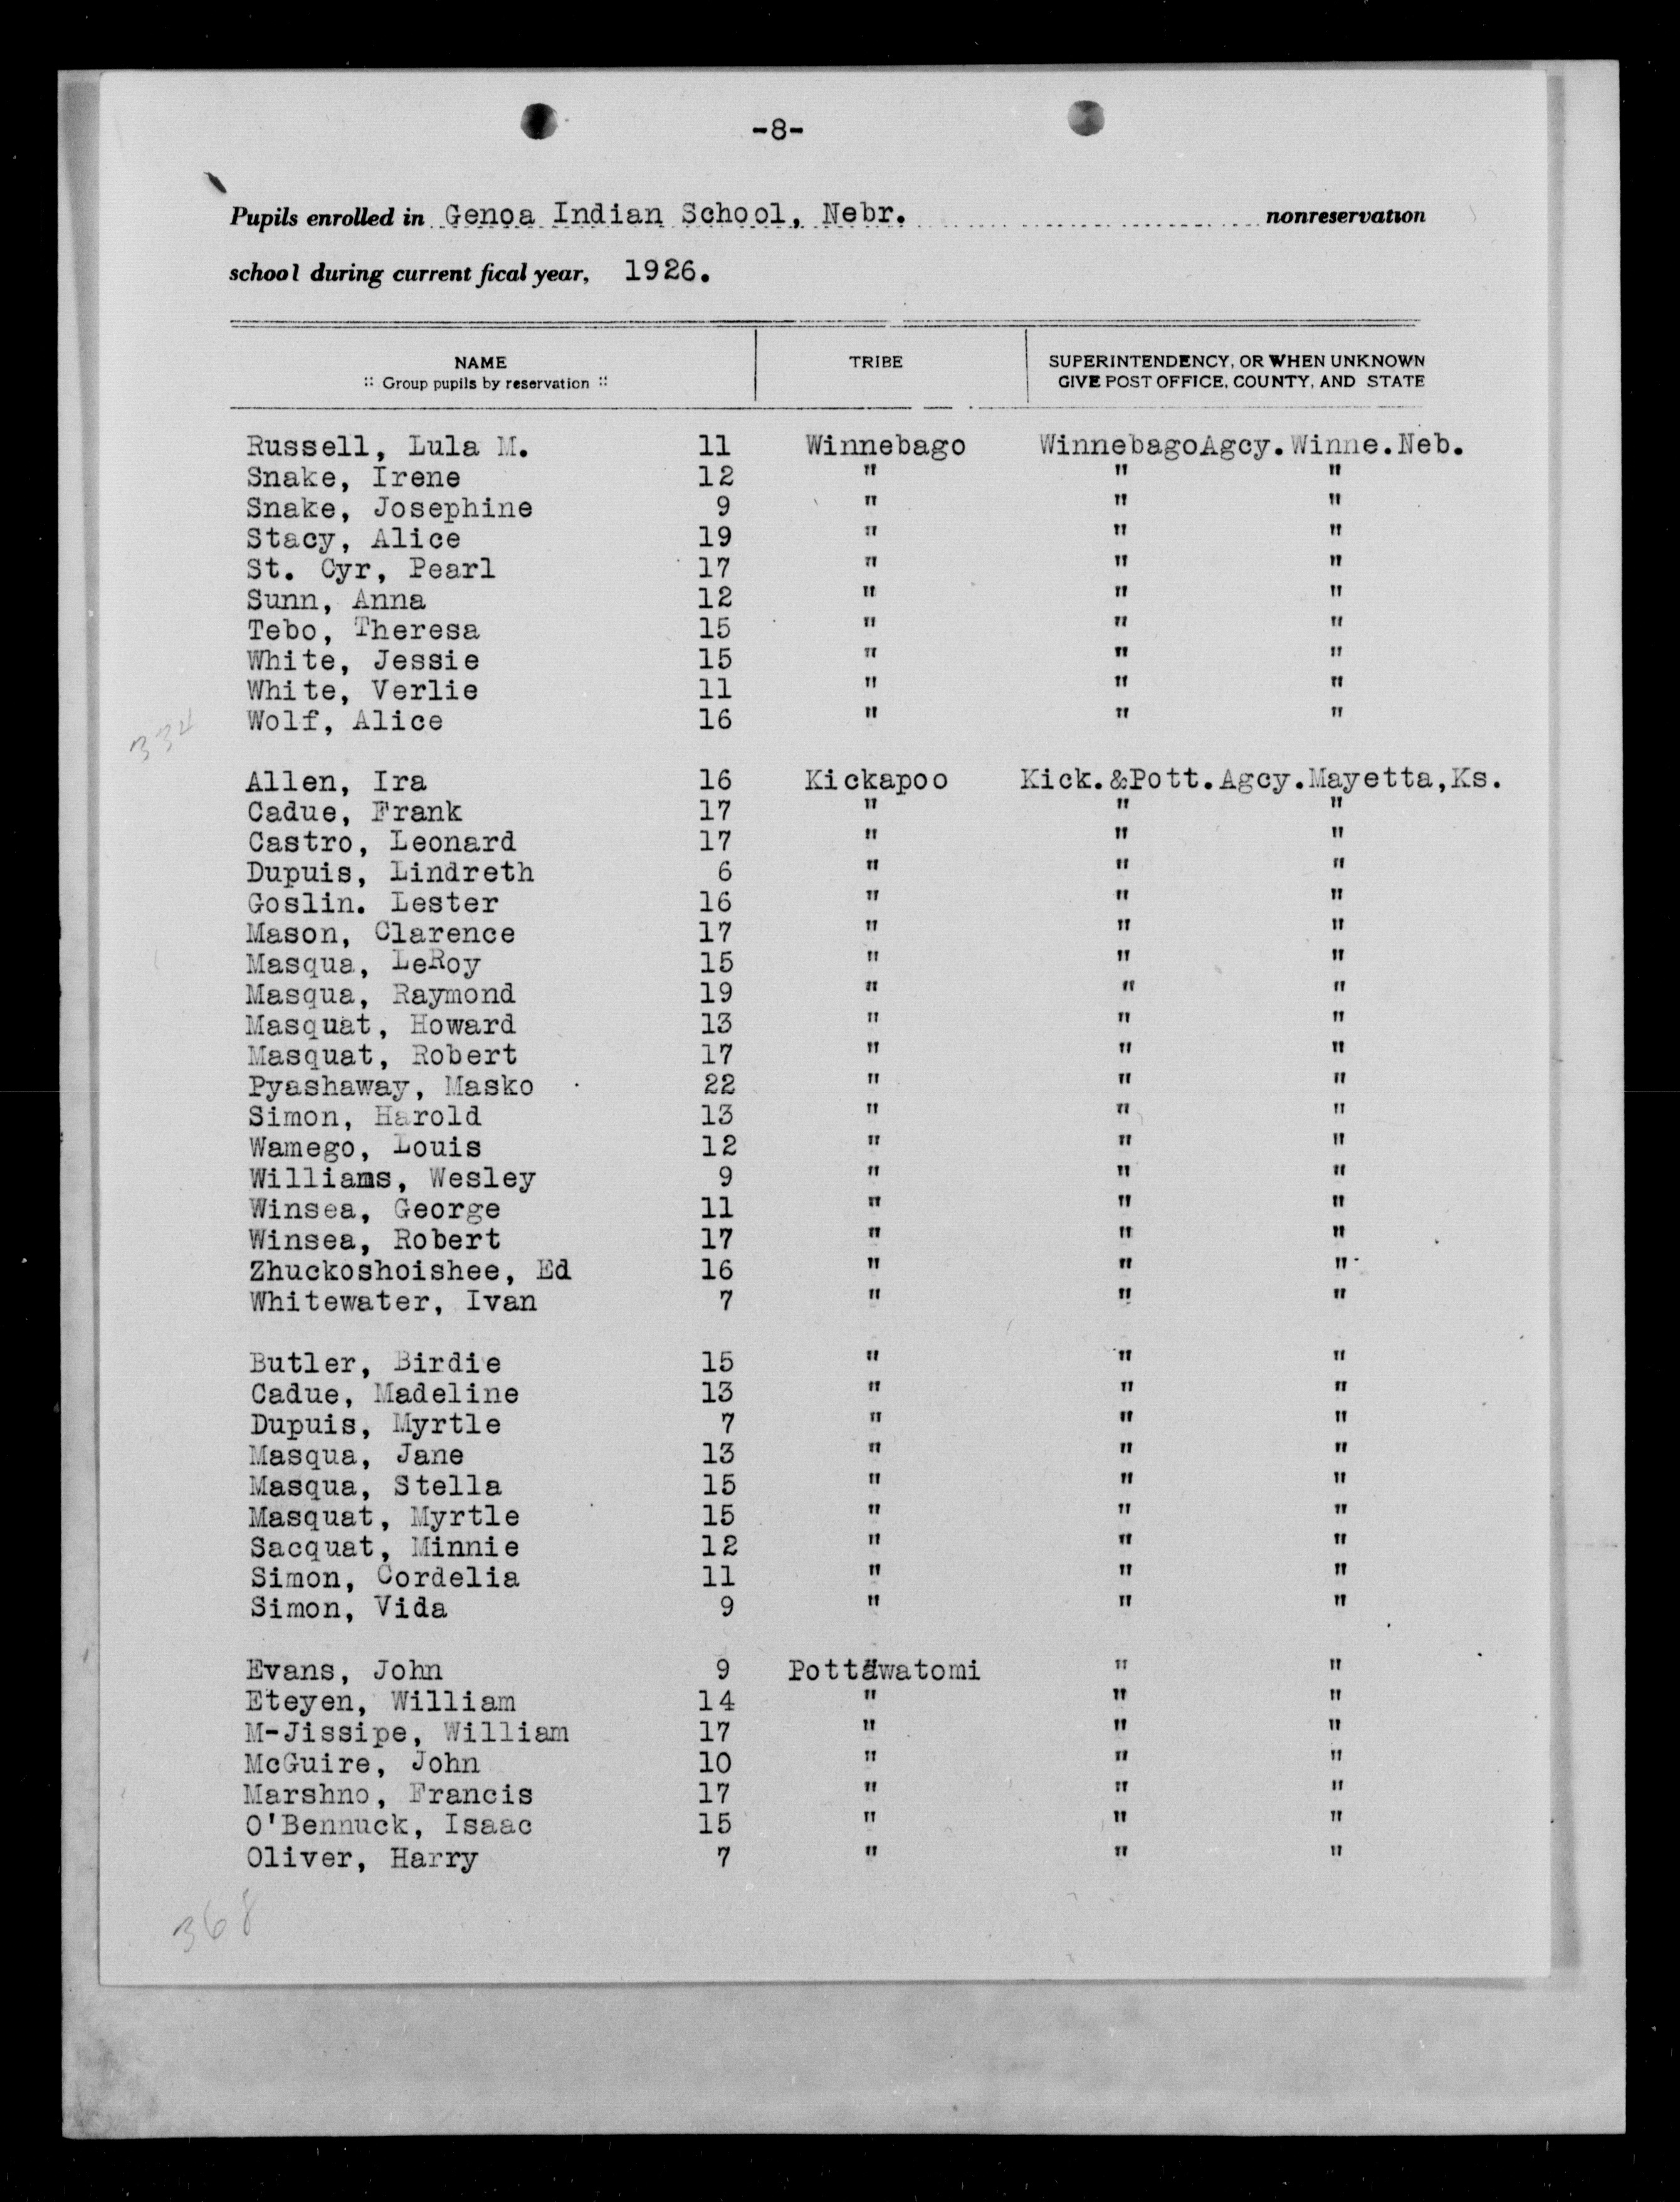 -8-
Pupils enrolled in Genoa Indian School, Nebr. nonreservation
school during current fical year, 1926.
NAME TRIBE SUPERINTENDENCY, OR WHEN UNKNOWN
:: Group pupils by reservation :: GIVE POST OFFICE, COUNTY, AND STATE
Russell, Lula M. 11 Winnebago WinnebagoAgcy.Winne.Neb.
Snake, Irene 12 " " "
Snake, Josephine 9 " " "
Stacy, Alice 19 " " "
St. Cyr, Pearl 17 " " "
Sunn, Anna 12 " " "
Tebo, Theresa 15 " " "
White, Jessie 15 " " "
White, Verlie 11 " " "
Wolf, Alice 16 " " "
334
Allen, Ira 16 Kickapoo Kick.&Pott.Agcy.Mayetta,Ks.
Cadue, Frank 17 " " "
Castro, Leonard 17 " " "
Dupuis, Lindreth 6 " " "
Goslin. Lester 16 " " "
Mason, Clarence 17 " " "
Masqua, LeRoy 15 " " "
Masqua, Raymond 19 " " "
Masquat, Howard 13 " " "
Masquat, Robert 17 " " "
Pyashaway, Masko 22 " " "
Simon, Harold 13 " " "
Wamego, Louis 12 " " "
Williams, Wesley 9 " " "
Winsea, George 11 " " "
Winsea, Robert 17 " " "
Zhuckoshoishee, Ed 16 " " "
Whitewater, Ivan 7 " " "
Butler, Birdie 15 " " "
Cadue, Madeline 13 " " "
Dupuis, Myrtle 7 " " "
Masqua, Jane 13 " " "
Masqua, Stella 15 " " "
Masquat, Myrtle 15 " " "
Sacquat, Minnie 12 " " "
Simon, Cordelia 11 " " "
Simon, Vida 9 " " "
Evans, John 9 Pottawatomi " "
Eteyen, William 14 " " "
M-Jissipe, William 17 " " "
McGuire, John 10 " " "
Marshno, Francis 17 " " "
O'Bennuck, Isaac 15 " " "
Oliver, Harry 7 " " "
368